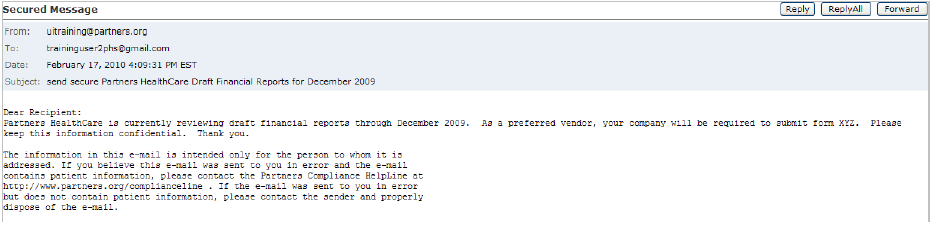 Secured Message
Reply ReplyAll Forward
From: uitraining@partners.org
To: traininguser2phs@gmail.com
Date: February 17, 2010 4:09:31 PM EST
Subject: send secure Partners HealthCare Draft Financial Reports for December 2009
Dear Recipient:
Partners HealthCare is currently reviewing draft financial reports through December 2009. As a preferred vendor, your company will be required to submit form XYZ. Please
keep this information confidential. Thank you.
The information in this e-mail is intended only for the person to whom it is
addressed. If you believe this e-mail was sent to you in error and the e-mail
contains patient information, please contact the Partners Compliance HelpLine at
http://www.partners.org/complianceline . If the e-mail was sent to you in error
but does not contain patient information, please contact the sender and properly
dispose of the e-mail.